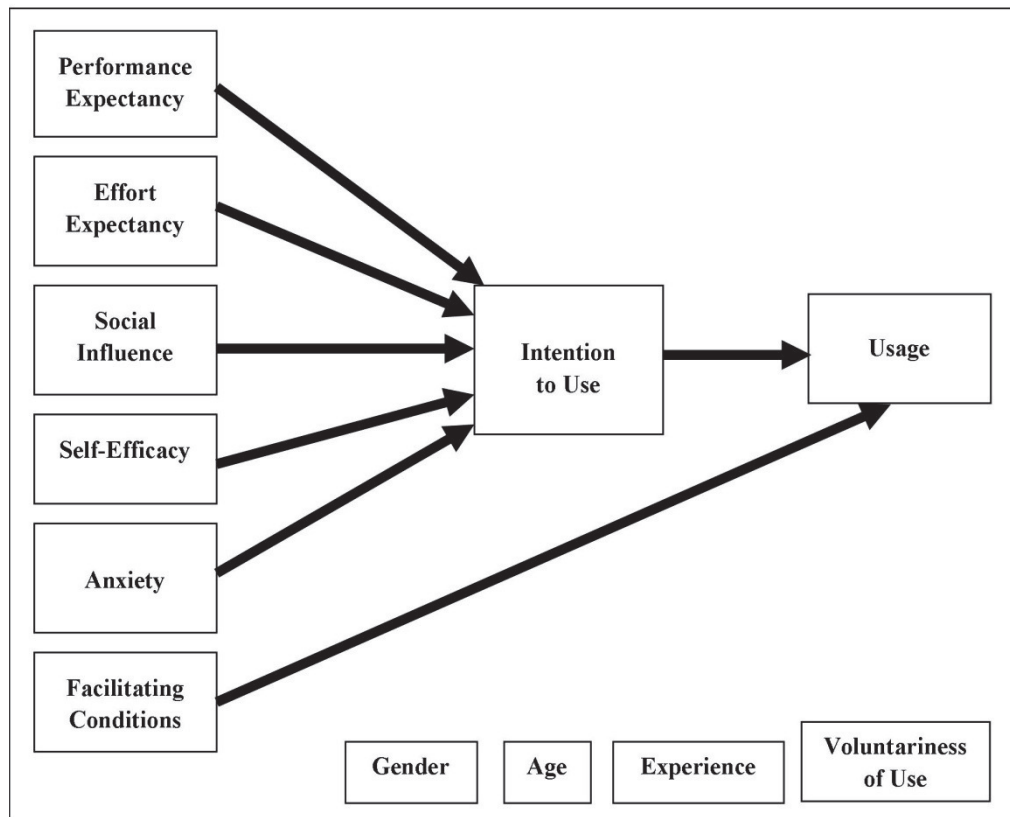 Performance
Expectancy
Effort
Expectancy
Social
Influence
Self-Efficacy
Anxiety
Facilitating
Conditions
Intention
to Use
Usage
Gender
Age
Experience
Voluntariness
of Use